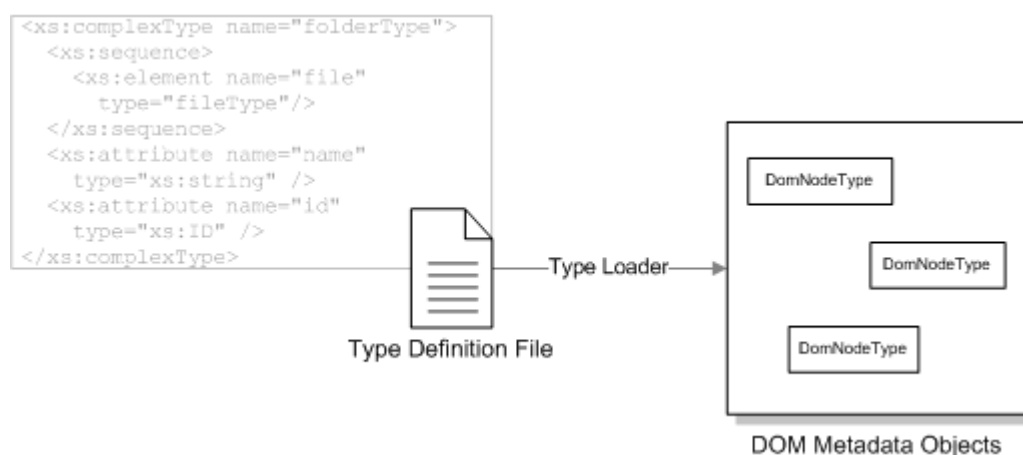 <xs:complexType name="folderType">
<xs:sequence>
<xs:element name="file"
type="fileType"/>
</xs:sequence>
<xs:attribute name="name"
type="xs:string" />
<xs:attribute name="id"
type="xs:ID" />
</xs:complexType>
Type Definition File
Type Loader
DomNodeType
DomNodeType
DomNodeType
DOM Metadata Objects